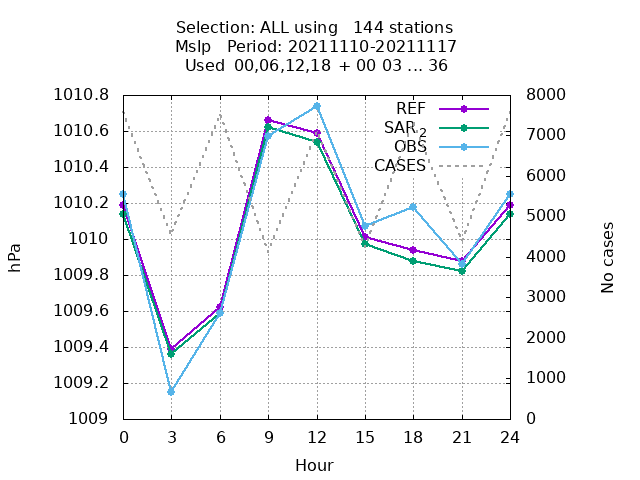 Selection: ALL using   144 stations
Mslp   Period: 20211110-20211117
Used  00,06,12,18  + 00 03 ... 36
1010.8
1010.6
1010.4
1010.2
1010
1009.8
1009.6
1009.4
1009.2
1009
8000
7000
6000
5000
4000
3000
2000
1000
0
REF
SAR 2
OBS
CASES
hPa
No cases
0 3 6 9 12 15 18 21 24
Hour